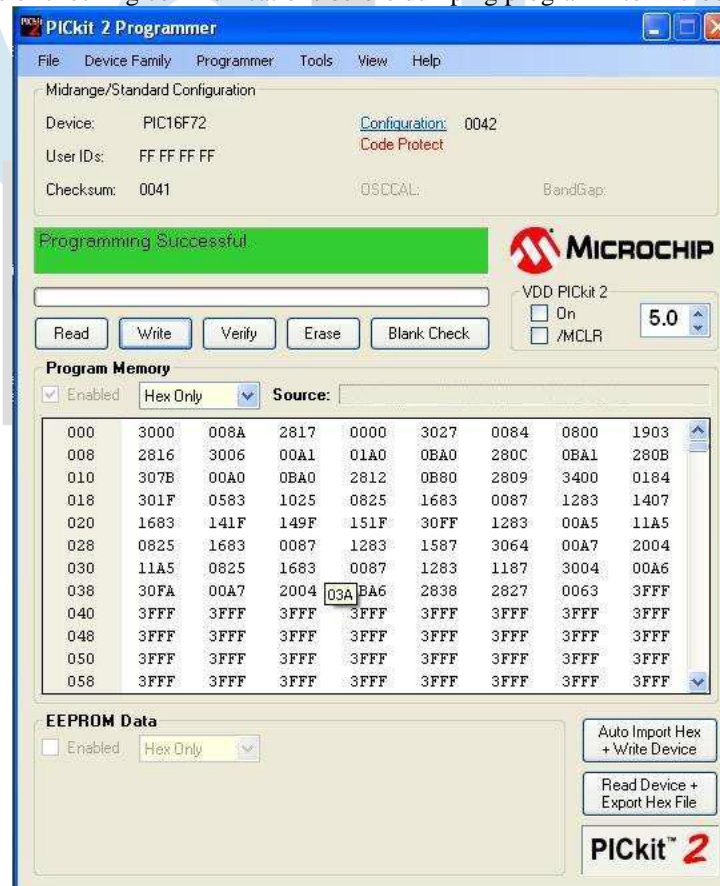 PICkit 2 Programmer
File Device Family Programmer Tools View Help
Midrange/Standard Configuration
Device: PIC16F72 Configuration: 0042
Code Protect
User IDs: FF FF FF FF
Checksum: 0041 OSCCAL: BandGap:
Programming Successful.
MICROCHIP
VDD PICkit 2
On
/MCLR
5.0
Read Write Verify Erase Blank Check
Program Memory
Enabled Hex Only Source:
000 3000 008A 2817 0000 3027 0084 0800 1903
008 2816 3006 00A1 01A0 0BA0 280C 0BA1 280B
010 307B 00A0 0BA0 2812 0B80 2809 3400 0184
018 301F 0583 1025 0825 1683 0087 1283 1407
020 1683 141F 149F 151F 30FF 1283 00A5 11A5
028 0825 1683 0087 1283 1587 3064 00A7 2004
030 11A5 0825 1683 0087 1283 1187 3004 00A6
038 30FA 00A7 2004 03A BA6 2838 2827 0063 3FFF
040 3FFF 3FFF 3FFF 3FFF 3FFF 3FFF 3FFF 3FFF
048 3FFF 3FFF 3FFF 3FFF 3FFF 3FFF 3FFF 3FFF
050 3FFF 3FFF 3FFF 3FFF 3FFF 3FFF 3FFF 3FFF
058 3FFF 3FFF 3FFF 3FFF 3FFF 3FFF 3FFF 3FFF
EEPROM Data
Enabled Hex Only
Auto Import Hex
+ Write Device
Read Device +
Export Hex File
PICkit™ 2